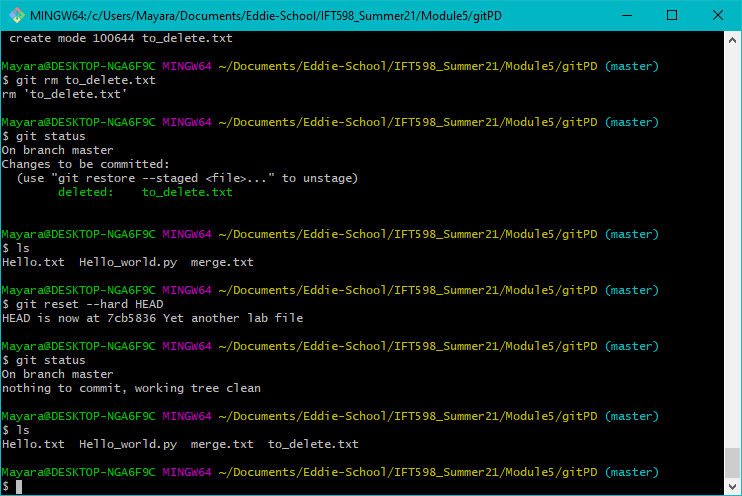 MINGW64:/c/Users/Mayara/Documents/Eddie-School/IFT598_Summer21/Module5/gitPD
 create mode 100644 to_delete.txt
Mayara@DESKTOP-NGA6F9C MINGW64 ~/Documents/Eddie-School/IFT598_Summer21/Module5/gitPD (master)
$ git rm to_delete.txt
rm 'to_delete.txt'
Mayara@DESKTOP-NGA6F9C MINGW64 ~/Documents/Eddie-School/IFT598_Summer21/Module5/gitPD (master)
$ git status
On branch master
Changes to be committed:
  (use "git restore --staged <file>..." to unstage)
        deleted:    to_delete.txt
Mayara@DESKTOP-NGA6F9C MINGW64 ~/Documents/Eddie-School/IFT598_Summer21/Module5/gitPD (master)
$ ls
Hello.txt  Hello_world.py  merge.txt
Mayara@DESKTOP-NGA6F9C MINGW64 ~/Documents/Eddie-School/IFT598_Summer21/Module5/gitPD (master)
$ git reset --hard HEAD
HEAD is now at 7cb5836 Yet another lab file
Mayara@DESKTOP-NGA6F9C MINGW64 ~/Documents/Eddie-School/IFT598_Summer21/Module5/gitPD (master)
$ git status
On branch master
nothing to commit, working tree clean
Mayara@DESKTOP-NGA6F9C MINGW64 ~/Documents/Eddie-School/IFT598_Summer21/Module5/gitPD (master)
$ ls
Hello.txt  Hello_world.py  merge.txt  to_delete.txt
Mayara@DESKTOP-NGA6F9C MINGW64 ~/Documents/Eddie-School/IFT598_Summer21/Module5/gitPD (master)
$